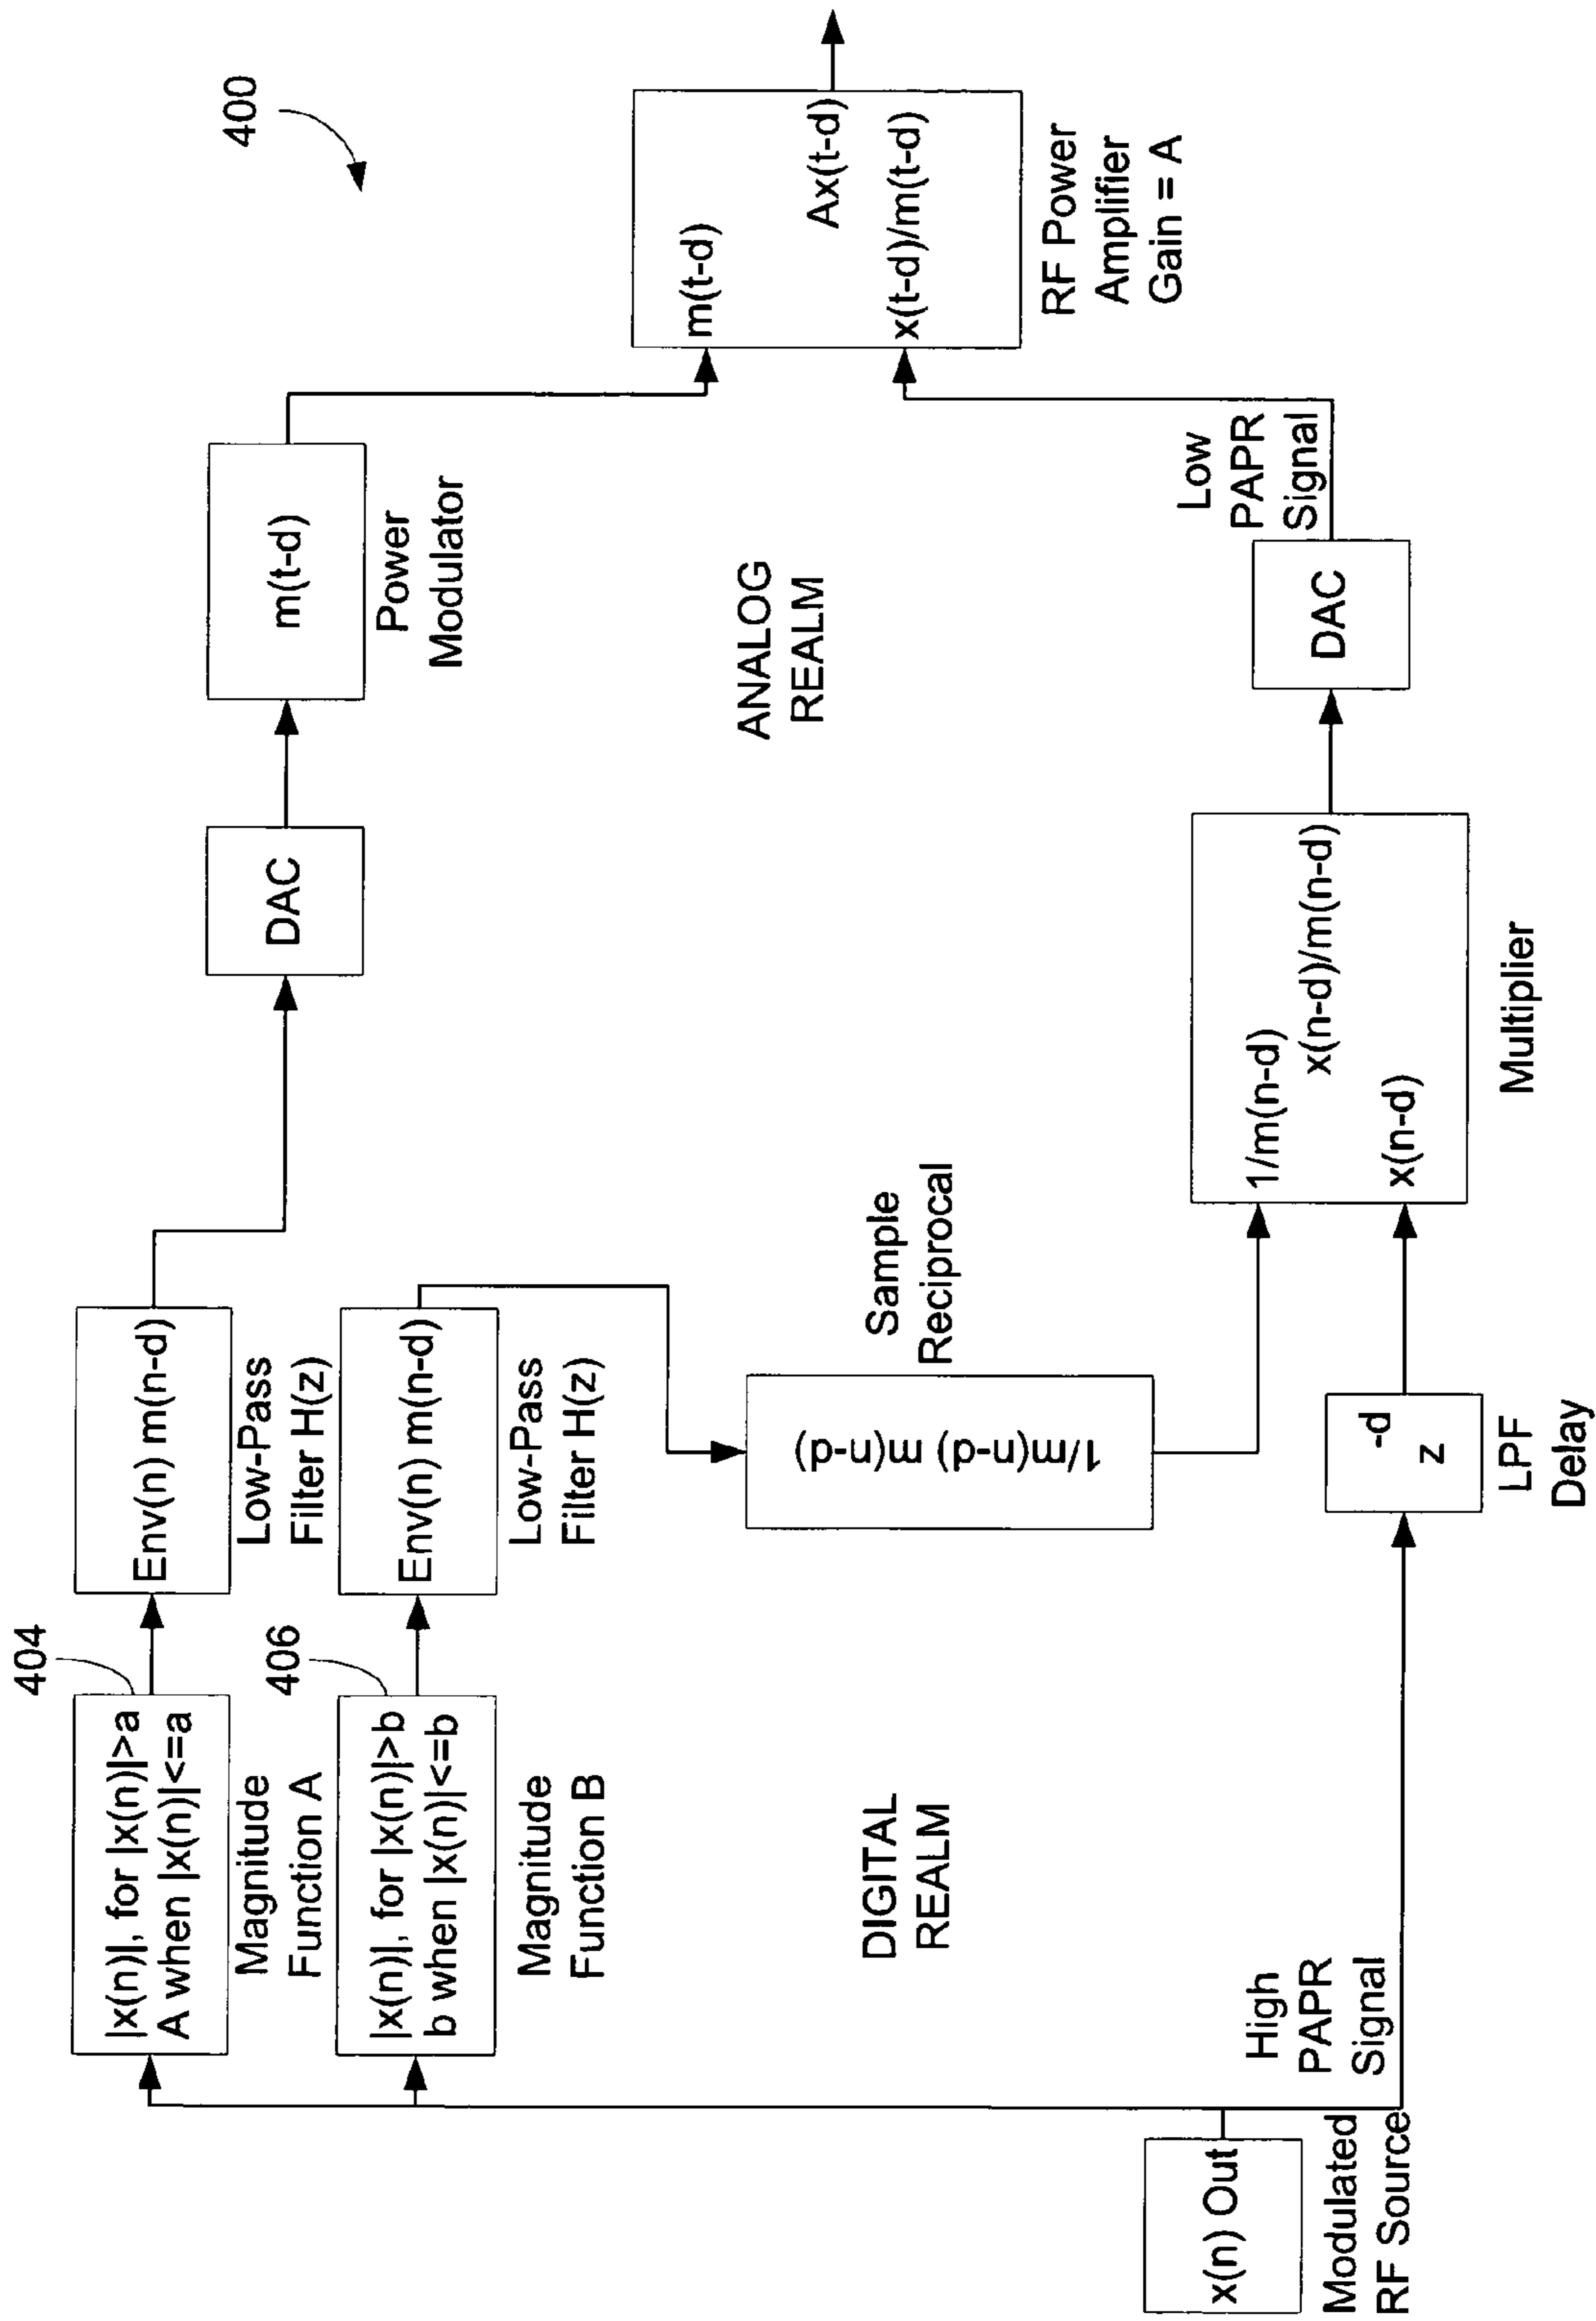 400
404
|x(n)|, for |x(n)|>a
A when |x(n)|<=a
Magnitude
Function A
Env(n) m(n-d)
Low-Pass
Filter H(z)
DAC
m(t-d)
Power
Modulator
406
|x(n)|, for |x(n)|>b
b when |x(n)|<=b
Magnitude
Function B
Env(n) m(n-d)
Low-Pass
Filter H(z)
m(t-d)
Ax(t-d)
x(t-d)/m(t-d)
RF Power
Amplifier
Gain = A
ANALOG
REALM
DIGITAL
REALM
Sample
Reciprocal
1/m(n-d) m(n-d)
x(n) Out
Modulated
RF Source
High
PAPR
Signal
z
-d
LPF
Delay
1/m(n-d)
x(n-d)/m(n-d)
x(n-d)
Multiplier
DAC
Low
PAPR
Signal